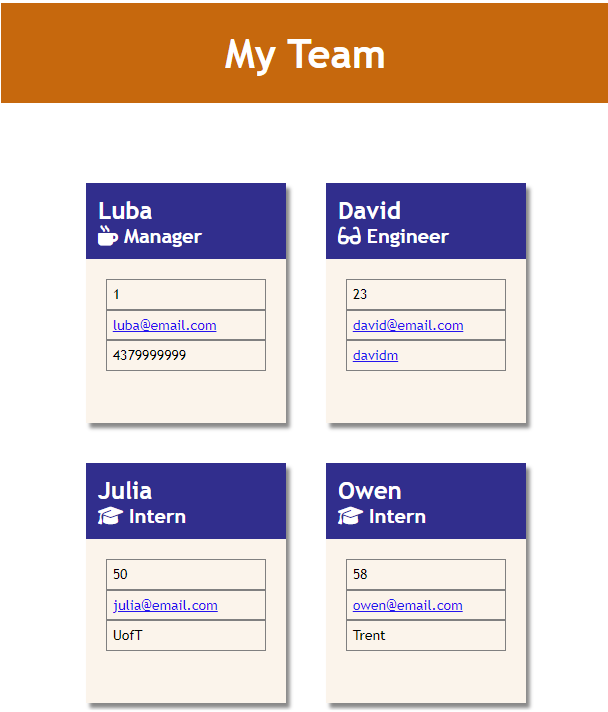 My Team
Luba
Manager
1
luba@email.com
4379999999
David
Engineer
23
david@email.com
davidm
Julia
Intern
50
julia@email.com
UofT
Owen
Intern
58
owen@email.com
Trent